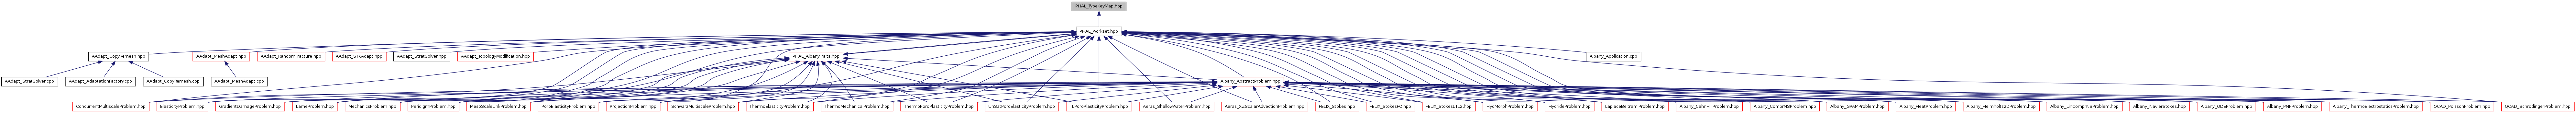 PHAL_TypeKeyMap.hpp
PHAL_Workset.hpp
AAdapt_CopyRemesh.hpp
AAdapt_MeshAdapt.hpp
AAdapt_RandomFracture.hpp
AAdapt_STKAdapt.hpp
AAdapt_StratSolver.hpp
AAdapt_TopologyModification.hpp
PHAL_AlbanyTraits.hpp
Albany_Application.cpp
AAdapt_StratSolver.cpp
AAdapt_AdaptationFactory.cpp
AAdapt_CopyRemesh.cpp
AAdapt_MeshAdapt.cpp
Albany_AbstractProblem.hpp
ConcurrentMultiscaleProblem.hpp
ElasticityProblem.hpp
GradientDamageProblem.hpp
LameProblem.hpp
MechanicsProblem.hpp
PeridigmProblem.hpp
MesoScaleLinkProblem.hpp
PoroElasticityProblem.hpp
ProjectionProblem.hpp
SchwarzMultiscaleProblem.hpp
ThermoElasticityProblem.hpp
ThermoMechanicalProblem.hpp
ThermoPoroPlasticityProblem.hpp
UnSatPoroElasticityProblem.hpp
TLPoroPlasticityProblem.hpp
Aeras_ShallowWaterProblem.hpp
Aeras_XZScalarAdvectionProblem.hpp
FELIX_Stokes.hpp
FELIX_StokesFO.hpp
FELIX_StokesL1L2.hpp
HydMorphProblem.hpp
HydrideProblem.hpp
LaplaceBeltramiProblem.hpp
Albany_CahnHillProblem.hpp
Albany_ComprNSProblem.hpp
Albany_GPAMProblem.hpp
Albany_HeatProblem.hpp
Albany_Helmholtz2DProblem.hpp
Albany_LinComprNSProblem.hpp
Albany_NavierStokes.hpp
Albany_ODEProblem.hpp
Albany_PNPProblem.hpp
Albany_ThermoElectrostaticsProblem.hpp
QCAD_PoissonProblem.hpp
QCAD_SchrodingerProblem.hpp